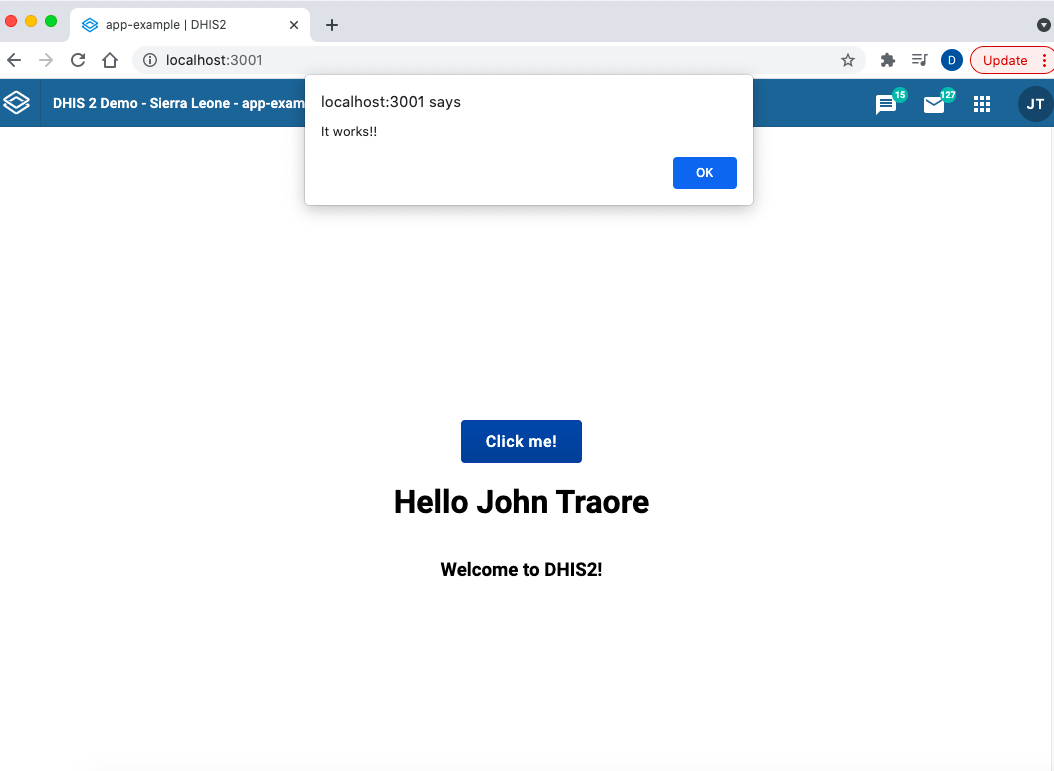 app-example | DHIS2
localhost:3001
D
Update
DHIS 2 Demo - Sierra Leone - app-exam
15
127
JT
localhost:3001 says
It works!!
OK
Click me!
Hello John Traore
Welcome to DHIS2!